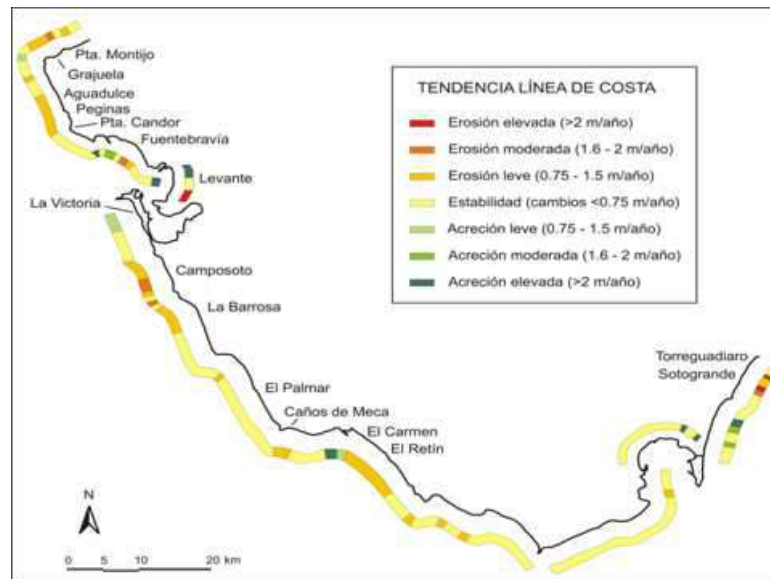 Pta. Montijo
Grajuela
Aguadulce
Peginas
Pta. Candor
Fuentebravía
Levante
La Victoria
Camposoto
La Barrosa
El Palmar
Caños de Meca
El Carmen
El Retín
Torreguadiaro
Sotogrande
TENDENCIA LÍNEA DE COSTA
Erosión elevada (>2 m/año)
Erosión moderada (1.6 - 2 m/año)
Erosión leve (0.75 - 1.5 m/año)
Estabilidad (cambios <0.75 m/año)
Acreción leve (0.75 - 1.5 m/año)
Acreción moderada (1.6 - 2 m/año)
Acreción elevada (>2 m/año)
N
0 5 10 20 km